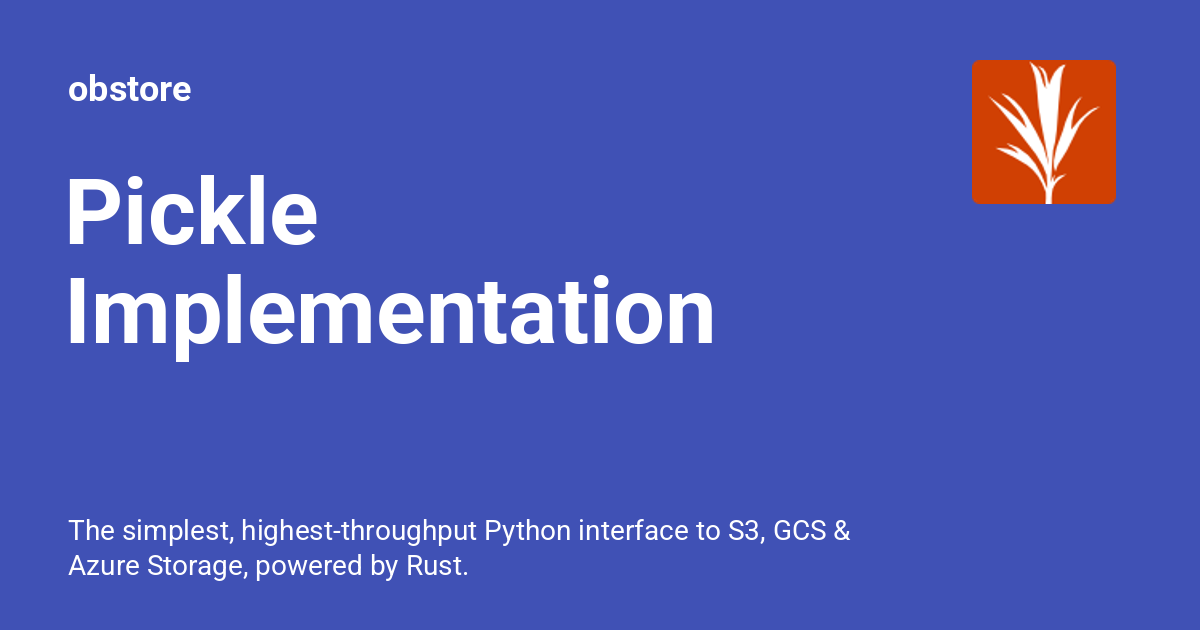 obstore
Pickle
Implementation
The simplest, highest-throughput Python interface to S3, GCS &
Azure Storage, powered by Rust.